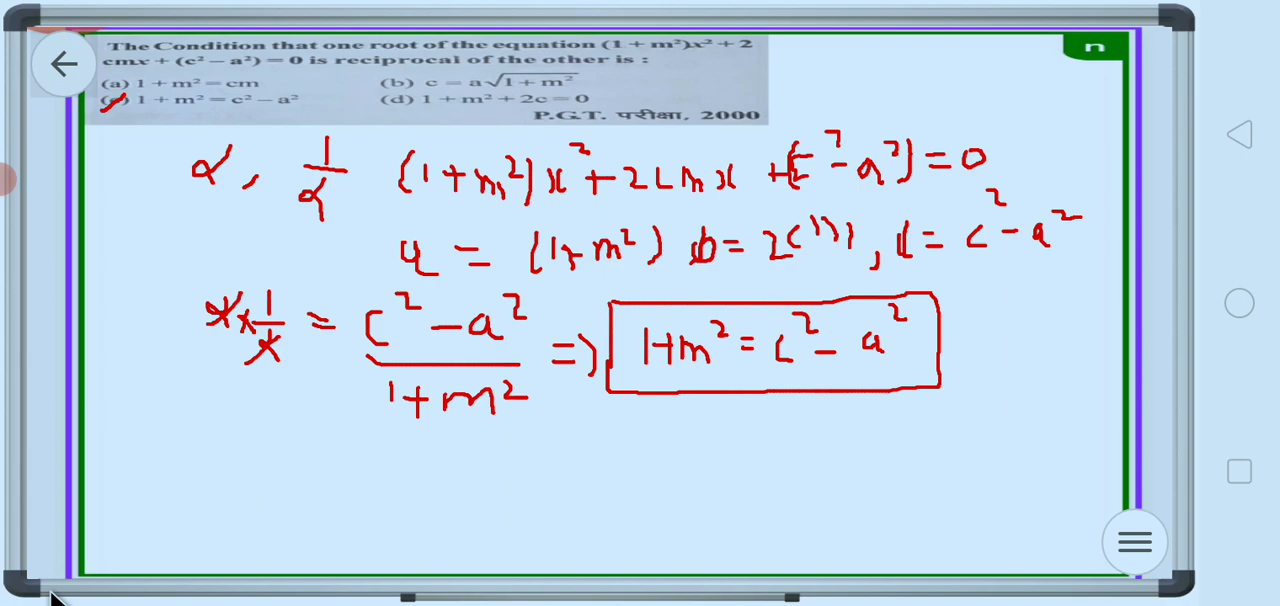 n
The Condition that one root of the equation (1 + m²)x² + 2
cmx + (c² – a²) = 0 is reciprocal of the other is :
(a) 1 + m² = cm (b) c = a√1 + m²
(c) 1 + m² = c² – a² (d) 1 + m² + 2c = 0
P.G.T. परीक्षा, 2000
α, 1/α (1+m²)x²+2cmx+(c²-a²)=0
a = (1+m²) b=2cm, c= c²-a²
α×1/α = c²-a²/1+m² => 1+m²=c²-a²